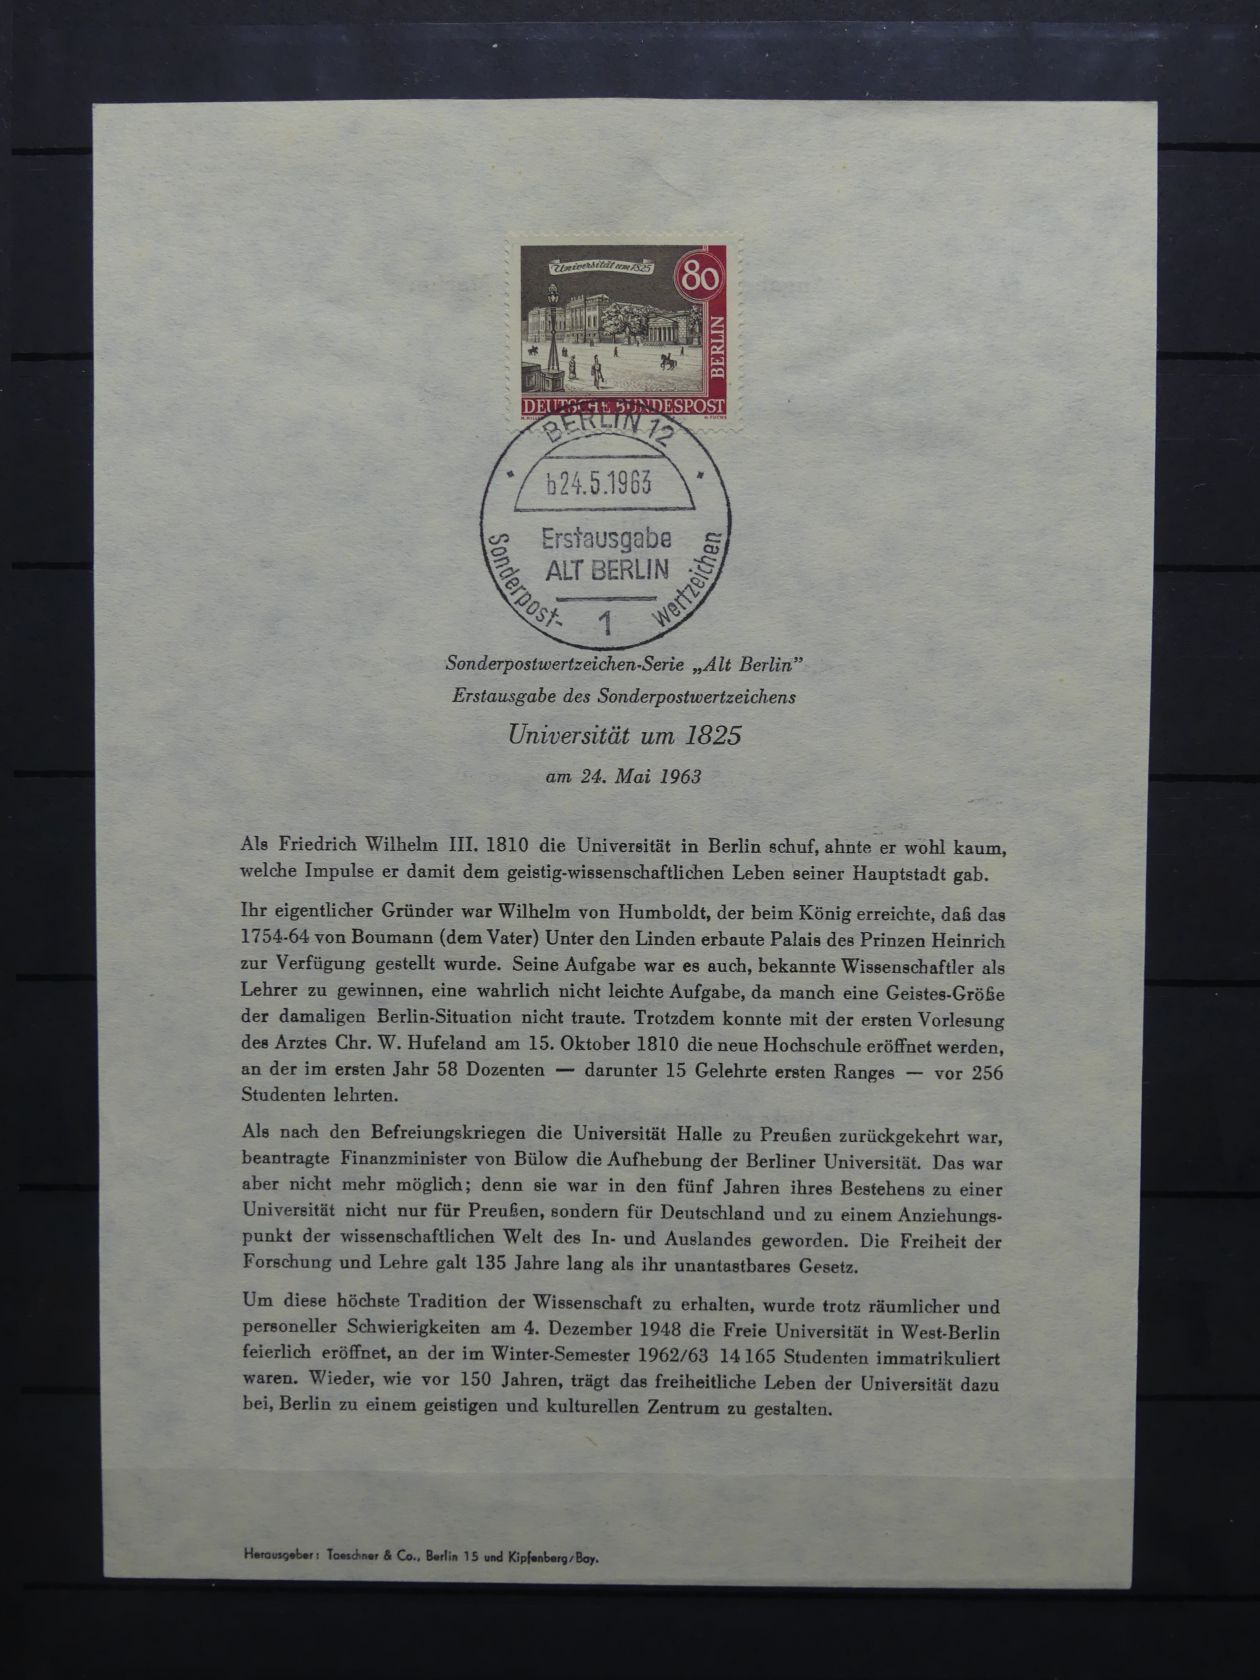 Universität um 1825
80
BERLIN
DEUTSCHE BUNDESPOST
BERLIN 12
b24.5.1963
Erstausgabe
ALT BERLIN
Sonderpost-
wertzeichen
1
Sonderpostwertzeichen-Serie „Alt Berlin”
Erstausgabe des Sonderpostwertzeichens
Universität um 1825
am 24. Mai 1963
Als Friedrich Wilhelm III. 1810 die Universität in Berlin schuf, ahnte er wohl kaum,
welche Impulse er damit dem geistig-wissenschaftlichen Leben seiner Hauptstadt gab.
Ihr eigentlicher Gründer war Wilhelm von Humboldt, der beim König erreichte, daß das
1754-64 von Boumann (dem Vater) Unter den Linden erbaute Palais des Prinzen Heinrich
zur Verfügung gestellt wurde. Seine Aufgabe war es auch, bekannte Wissenschaftler als
Lehrer zu gewinnen, eine wahrlich nicht leichte Aufgabe, da manch eine Geistes-Größe
der damaligen Berlin-Situation nicht traute. Trotzdem konnte mit der ersten Vorlesung
des Arztes Chr. W. Hufeland am 15. Oktober 1810 die neue Hochschule eröffnet werden,
an der im ersten Jahr 58 Dozenten — darunter 15 Gelehrte ersten Ranges — vor 256
Studenten lehrten.
Als nach den Befreiungskriegen die Universität Halle zu Preußen zurückgekehrt war,
beantragte Finanzminister von Bülow die Aufhebung der Berliner Universität. Das war
aber nicht mehr möglich; denn sie war in den fünf Jahren ihres Bestehens zu einer
Universität nicht nur für Preußen, sondern für Deutschland und zu einem Anziehungs-
punkt der wissenschaftlichen Welt des In- und Auslandes geworden. Die Freiheit der
Forschung und Lehre galt 135 Jahre lang als ihr unantastbares Gesetz.
Um diese höchste Tradition der Wissenschaft zu erhalten, wurde trotz räumlicher und
personeller Schwierigkeiten am 4. Dezember 1948 die Freie Universität in West-Berlin
feierlich eröffnet, an der im Winter-Semester 1962/63 14 165 Studenten immatrikuliert
waren. Wieder, wie vor 150 Jahren, trägt das freiheitliche Leben der Universität dazu
bei, Berlin zu einem geistigen und kulturellen Zentrum zu gestalten.
Herausgeber: Taeschner & Co., Berlin 15 und Kipfenberg/Bay.